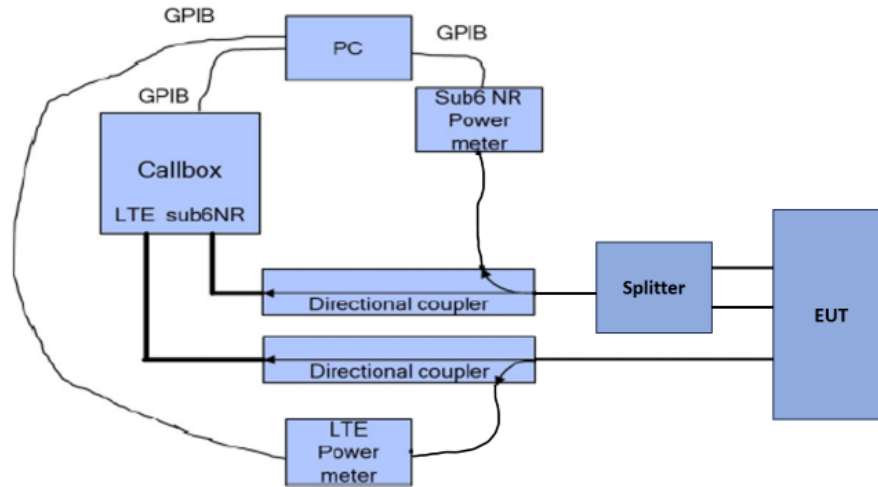 GPIB
PC
GPIB
GPIB
Sub6 NR
Power
meter
Callbox
LTE sub6NR
Directional coupler
Splitter
EUT
Directional coupler
LTE
Power
meter